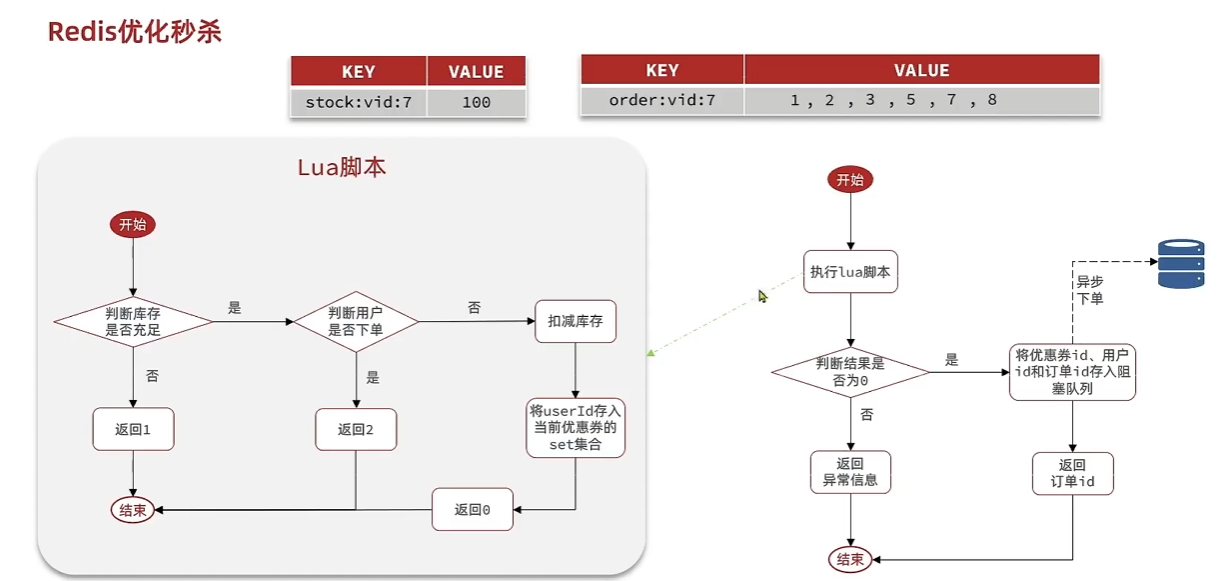 Redis优化秒杀
KEY VALUE
stock:vid:7 100
KEY VALUE
order:vid:7 1 , 2 , 3 , 5 , 7 , 8
Lua脚本
开始
判断库存
是否充足
是
判断用户
是否下单
否
扣减库存
否
是
返回1
返回2
将userId存入
当前优惠券的
set集合
结束
返回0
开始
执行lua脚本
异步
下单
判断结果是
否为0
是
将优惠券id、用户
id和订单id存入阻
塞队列
否
返回
异常信息
返回
订单id
结束